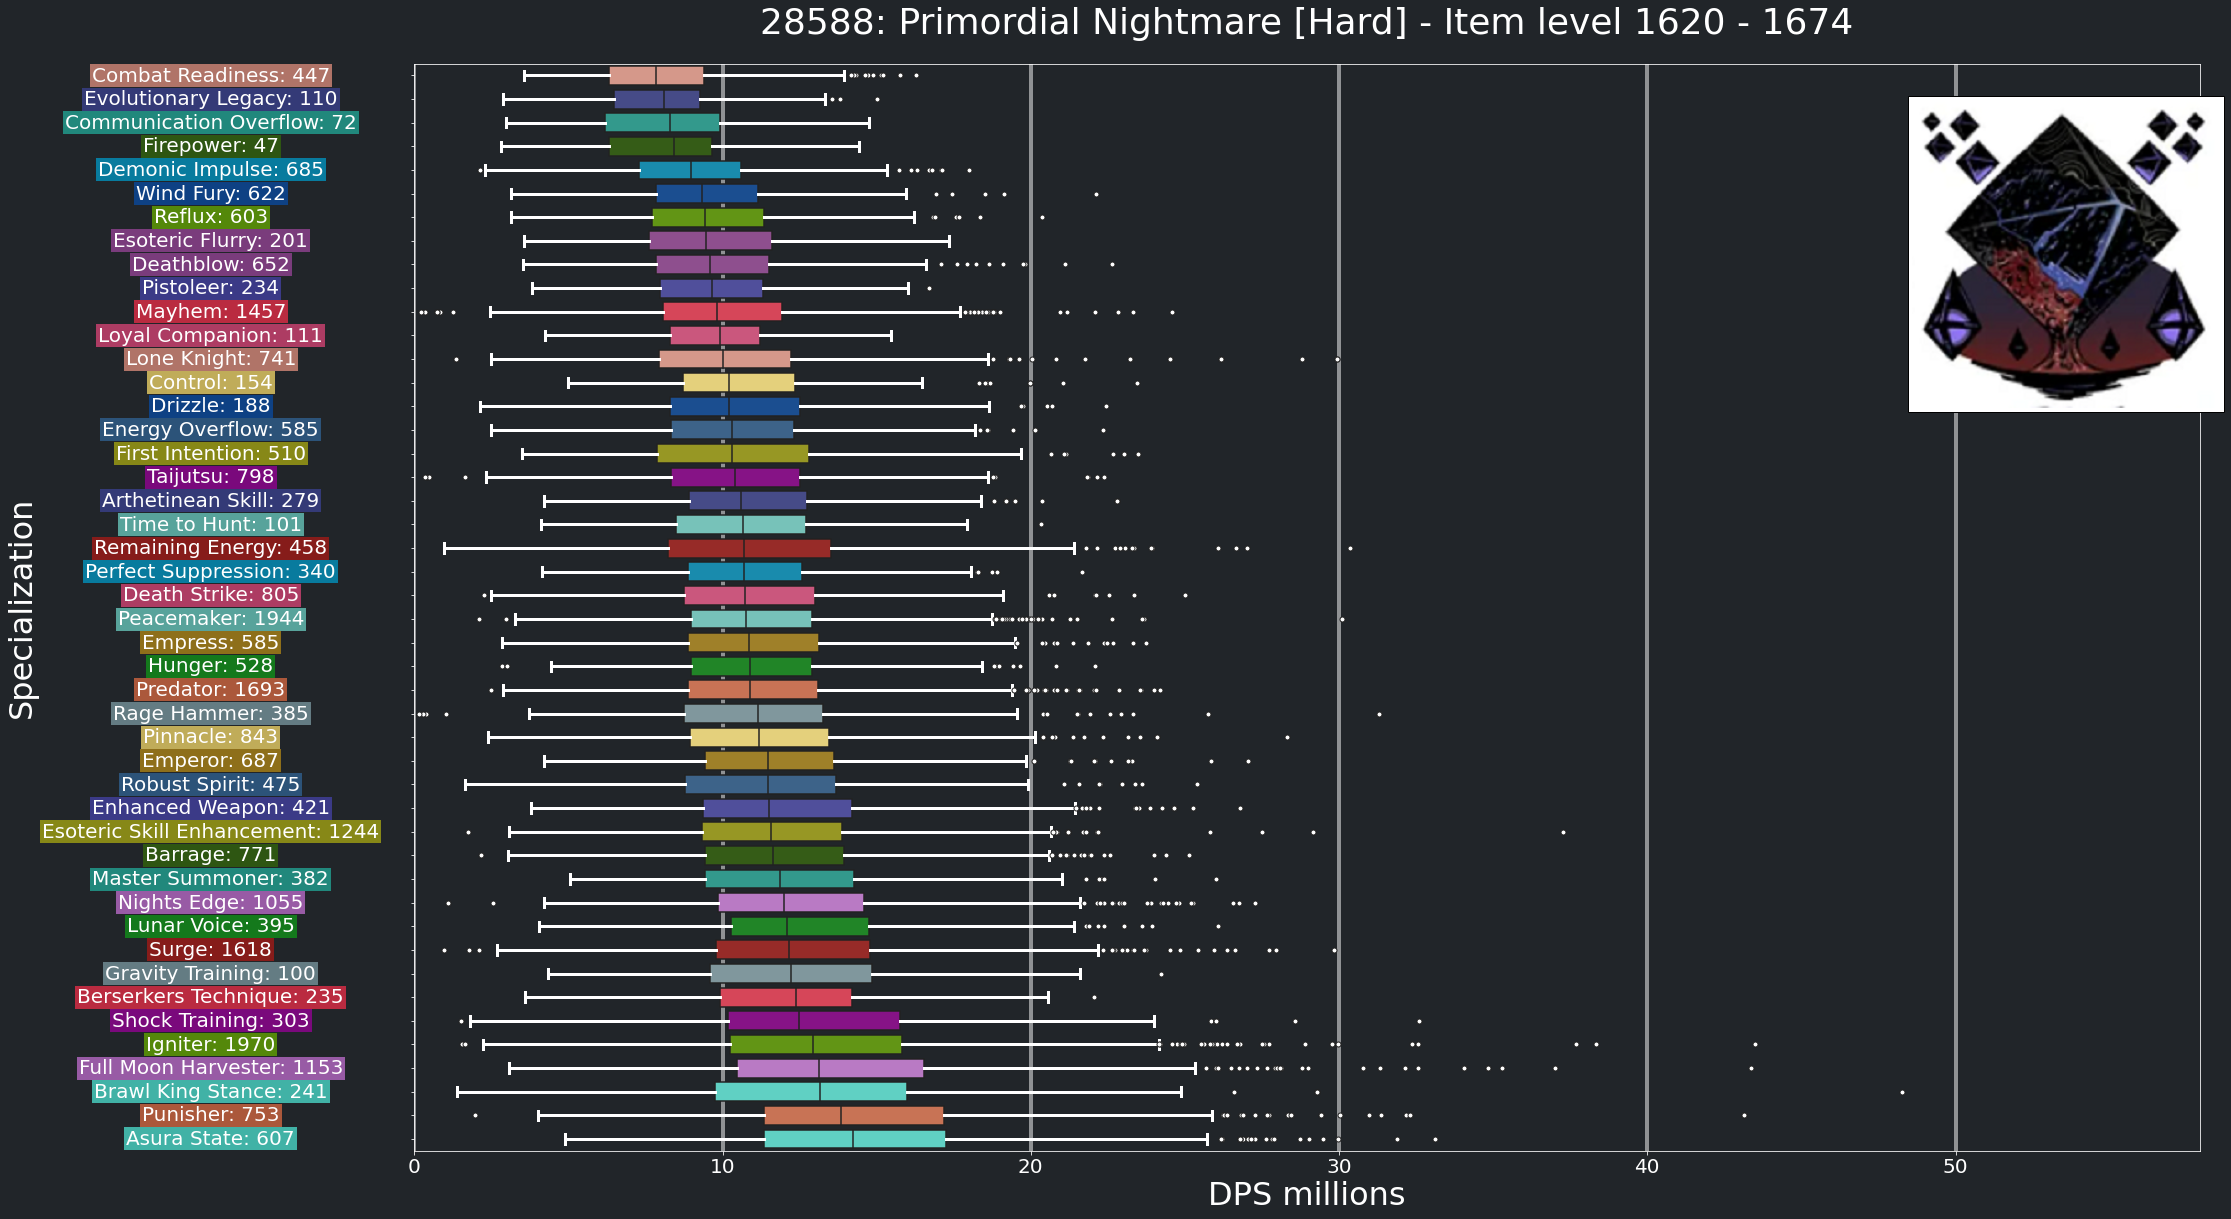 28588: Primordial Nightmare [Hard] - Item level 1620 - 1674
Combat Readiness: 447
Evolutionary Legacy: 110
Communication Overflow: 72
Firepower: 47
Demonic Impulse: 685
Wind Fury: 622
Reflux: 603
Esoteric Flurry: 201
Deathblow: 652
Pistoleer: 234
Mayhem: 1457
Loyal Companion: 111
Lone Knight: 741
Control: 154
Drizzle: 188
Energy Overflow: 585
First Intention: 510
Taijutsu: 798
Arthetinean Skill: 279
Time to Hunt: 101
Remaining Energy: 458
Perfect Suppression: 340
Death Strike: 805
Peacemaker: 1944
Empress: 585
Hunger: 528
Predator: 1693
Rage Hammer: 385
Pinnacle: 843
Emperor: 687
Robust Spirit: 475
Enhanced Weapon: 421
Esoteric Skill Enhancement: 1244
Barrage: 771
Master Summoner: 382
Nights Edge: 1055
Lunar Voice: 395
Surge: 1618
Gravity Training: 100
Berserkers Technique: 235
Shock Training: 303
Igniter: 1970
Full Moon Harvester: 1153
Brawl King Stance: 241
Punisher: 753
Asura State: 607
Specialization
0 10 20 30 40 50
DPS millions